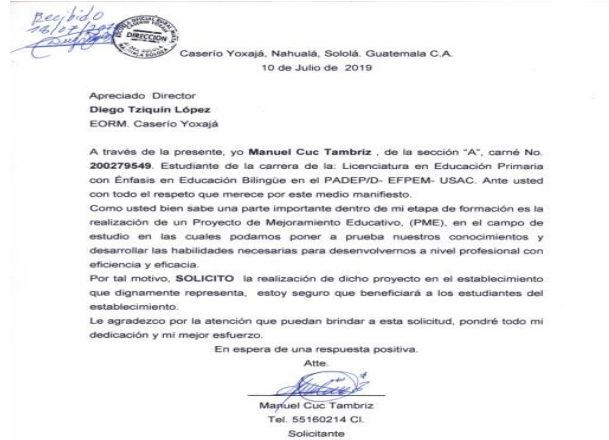 Recibido
ESCUELA OFICIAL RURAL MIXTA
DIRECCIÓN
Caserío Yoxajá, Nahualá, Sololá. Guatemala C.A.
10 de Julio de 2019
Apreciado Director
Diego Tziquín López
EORM. Caserío Yoxajá
A través de la presente, yo Manuel Cuc Tambriz , de la sección "A", carné No.
200279549. Estudiante de la carrera de la: Licenciatura en Educación Primaria
con Énfasis en Educación Bilingüe en el PADEP/D- EFPEM- USAC. Ante usted
con todo el respeto que merece por este medio manifiesto.
Como usted bien sabe una parte importante dentro de mi etapa de formación es la
realización de un Proyecto de Mejoramiento Educativo, (PME), en el campo de
estudio en las cuales podamos poner a prueba nuestros conocimientos y
desarrollar las habilidades necesarias para desenvolvernos a nivel profesional con
eficiencia y eficacia.
Por tal motivo, SOLICITO la realización de dicho proyecto en el establecimiento
que dignamente representa, estoy seguro que beneficiará a los estudiantes del
establecimiento.
Le agradezco por la atención que puedan brindar a esta solicitud, pondré todo mi
dedicación y mi mejor esfuerzo.
En espera de una respuesta positiva.
Atte.
Manuel Cuc Tambriz
Tel. 55160214 Cl.
Solicitante